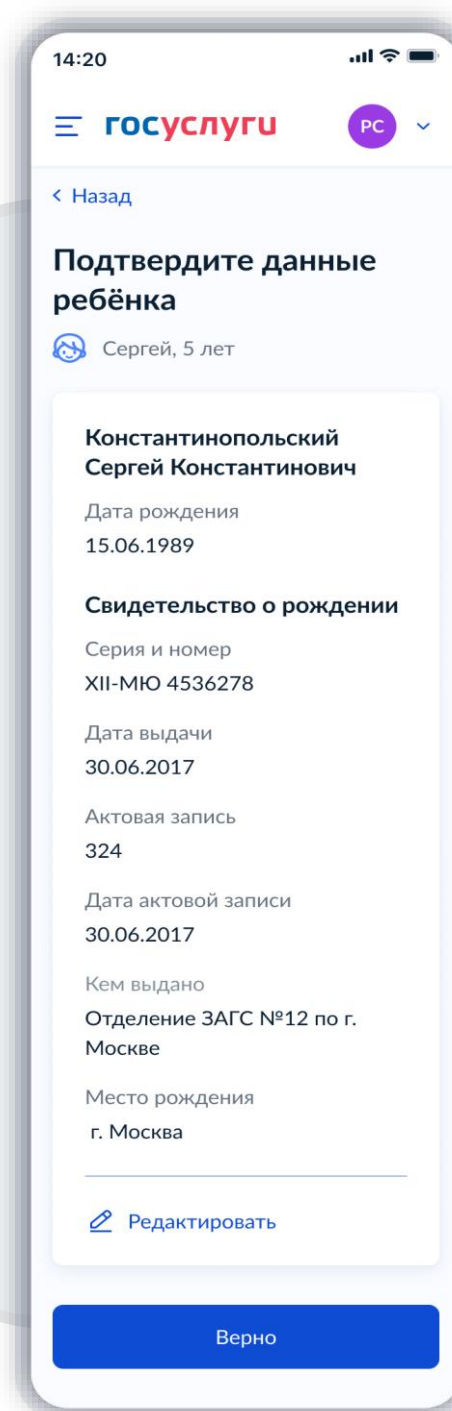 14:20
госуслуги
РС
Назад
Подтвердите данные
ребёнка
Сергей, 5 лет
Константинопольский
Сергей Константинович
Дата рождения
15.06.1989
Свидетельство о рождении
Серия и номер
XII-МЮ 4536278
Дата выдачи
30.06.2017
Актовая запись
324
Дата актовой записи
30.06.2017
Кем выдано
Отделение ЗАГС №12 по г.
Москве
Место рождения
г. Москва
Редактировать
Верно